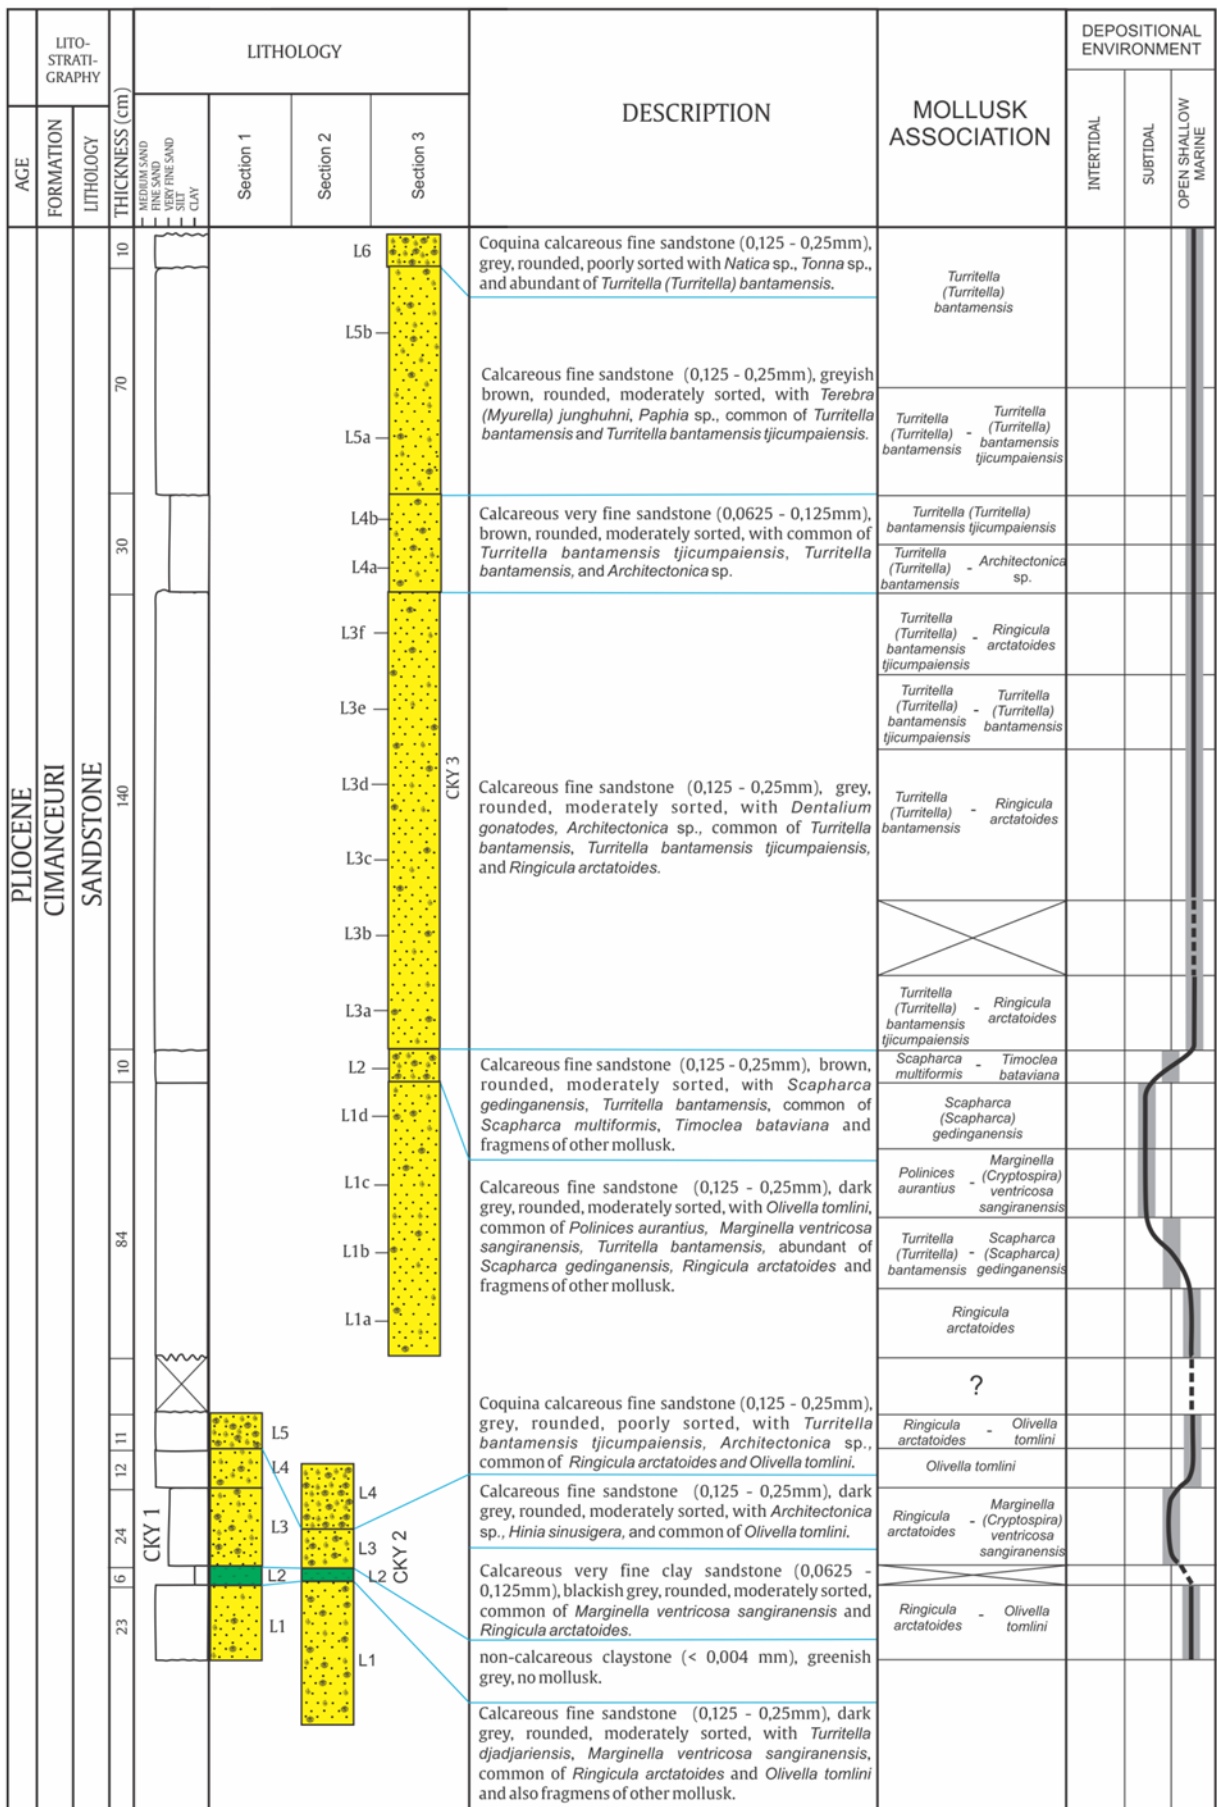 LITO-
STRATI-
GRAPHY
AGE
FORMATION
LITHOLOGY
THICKNESS (cm)
LITHOLOGY
MEDIUM SAND
FINE SAND
VERY FINE SAND
SILT
CLAY
Section 1
Section 2
Section 3
DESCRIPTION
MOLLUSK
ASSOCIATION
DEPOSITIONAL
ENVIRONMENT
INTERTIDAL
SUBTIDAL
OPEN SHALLOW
MARINE
PLIOCENE
CIMANCEURI
SANDSTONE
10
70
30
140
10
84
11
12
24
6
23
CKY 1
L5
L4
L3
L2
L1
L4
L3
L2
L1
CKY 2
L6
L5b
L5a
L4b
L4a
L3f
L3e
L3d
L3c
L3b
L3a
L2
L1d
L1c
L1b
L1a
CKY 3
Coquina calcareous fine sandstone (0,125 - 0,25mm),
grey, rounded, poorly sorted with Natica sp., Tonna sp.,
and abundant of Turritella (Turritella) bantamensis.
Calcareous fine sandstone (0,125 - 0,25mm), greyish
brown, rounded, moderately sorted, with Terebra
(Myurella) junghuhni, Paphia sp., common of Turritella
bantamensis and Turritella bantamensis tjicumpaiensis.
Calcareous very fine sandstone (0,0625 - 0,125mm),
brown, rounded, moderately sorted, with common of
Turritella bantamensis tjicumpaiensis, Turritella
bantamensis, and Architectonica sp.
Calcareous fine sandstone (0,125 - 0,25mm), grey,
rounded, moderately sorted, with Dentalium
gonatodes, Architectonica sp., common of Turritella
bantamensis, Turritella bantamensis tjicumpaiensis,
and Ringicula arctatoides.
Calcareous fine sandstone (0,125 - 0,25mm), brown,
rounded, moderately sorted, with Scapharca
gedinganensis, Turritella bantamensis, common of
Scapharca multiformis, Timoclea bataviana and
fragmens of other mollusk.
Calcareous fine sandstone (0,125 - 0,25mm), dark
grey, rounded, moderately sorted, with Olivella tomlini,
common of Polinices aurantius, Marginella ventricosa
sangiranensis, Turritella bantamensis, abundant of
Scapharca gedinganensis, Ringicula arctatoides and
fragmens of other mollusk.
Coquina calcareous fine sandstone (0,125 - 0,25mm),
grey, rounded, poorly sorted, with Turritella
bantamensis tjicumpaiensis, Architectonica sp.,
common of Ringicula arctatoides and Olivella tomlini.
Calcareous fine sandstone (0,125 - 0,25mm), dark
grey, rounded, moderately sorted, with Architectonica
sp., Hinia sinusigera, and common of Olivella tomlini.
Calcareous very fine clay sandstone (0,0625 -
0,125mm), blackish grey, rounded, moderately sorted,
common of Marginella ventricosa sangiranensis and
Ringicula arctatoides.
non-calcareous claystone (< 0,004 mm), greenish
grey, no mollusk.
Calcareous fine sandstone (0,125 - 0,25mm), dark
grey, rounded, moderately sorted, with Turritella
djadjariensis, Marginella ventricosa sangiranensis,
common of Ringicula arctatoides and Olivella tomlini
and also fragmens of other mollusk.
Turritella
(Turritella)
bantamensis
Turritella
(Turritella)
bantamensis
-
Turritella
(Turritella)
bantamensis
tjicumpaiensis
Turritella (Turritella)
bantamensis tjicumpaiensis
Turritella
(Turritella)
bantamensis
-
Architectonica
sp.
Turritella
(Turritella)
bantamensis
tjicumpaiensis
-
Ringicula
arctatoides
Turritella
(Turritella)
bantamensis
tjicumpaiensis
-
Turritella
(Turritella)
bantamensis
Turritella
(Turritella)
bantamensis
-
Ringicula
arctatoides
Turritella
(Turritella)
bantamensis
tjicumpaiensis
-
Ringicula
arctatoides
Scapharca
multiformis
-
Timoclea
bataviana
Scapharca
(Scapharca)
gedinganensis
Polinices
aurantius
-
Marginella
(Cryptospira)
ventricosa
sangiranensis
Turritella
(Turritella)
bantamensis
-
Scapharca
(Scapharca)
gedinganensis
Ringicula
arctatoides
?
Ringicula
arctatoides
-
Olivella
tomlini
Olivella tomlini
Ringicula
arctatoides
-
Marginella
(Cryptospira)
ventricosa
sangiranensis
Ringicula
arctatoides
-
Olivella
tomlini